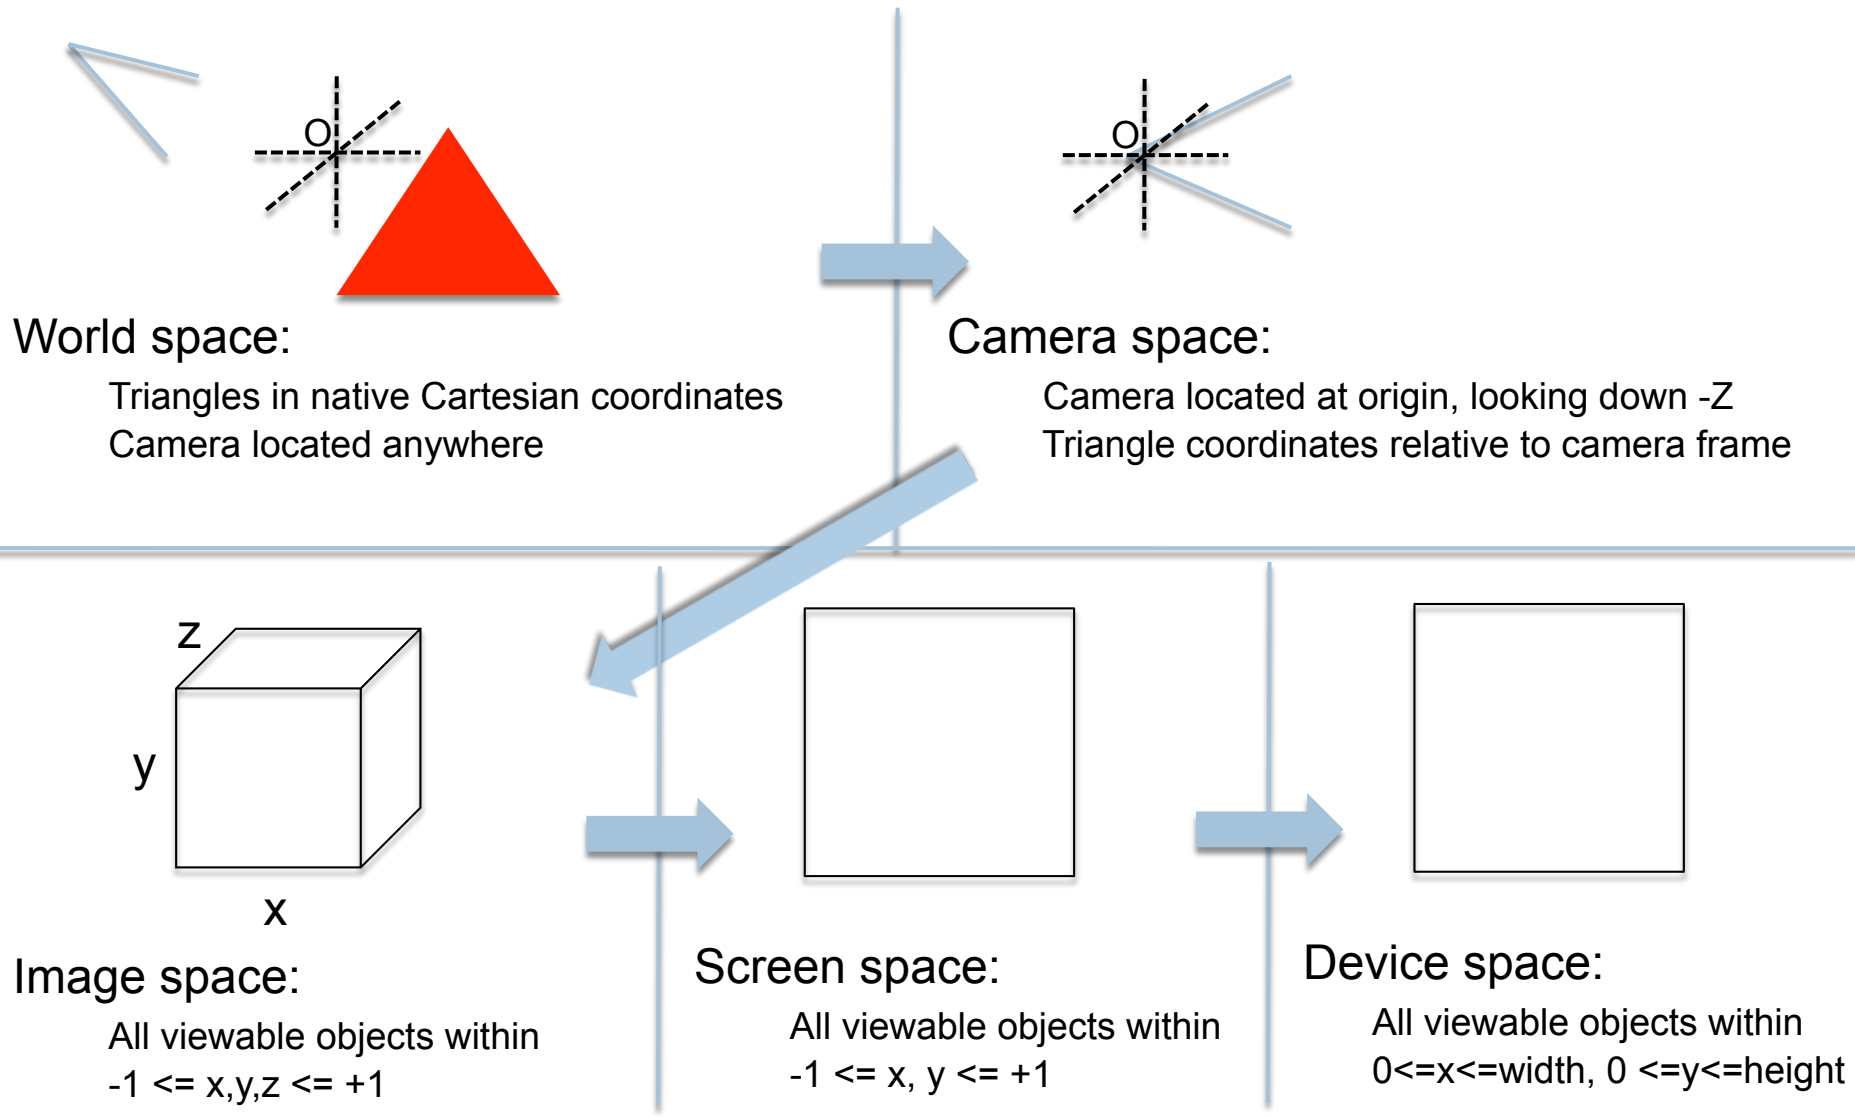 O
World space:
Triangles in native Cartesian coordinates
Camera located anywhere
O
Camera space:
Camera located at origin, looking down -Z
Triangle coordinates relative to camera frame
z
y
x
Image space:
All viewable objects within
-1 <= x,y,z <= +1
Screen space:
All viewable objects within
-1 <= x, y <= +1
Device space:
All viewable objects within
0<=x<=width, 0 <=y<=height